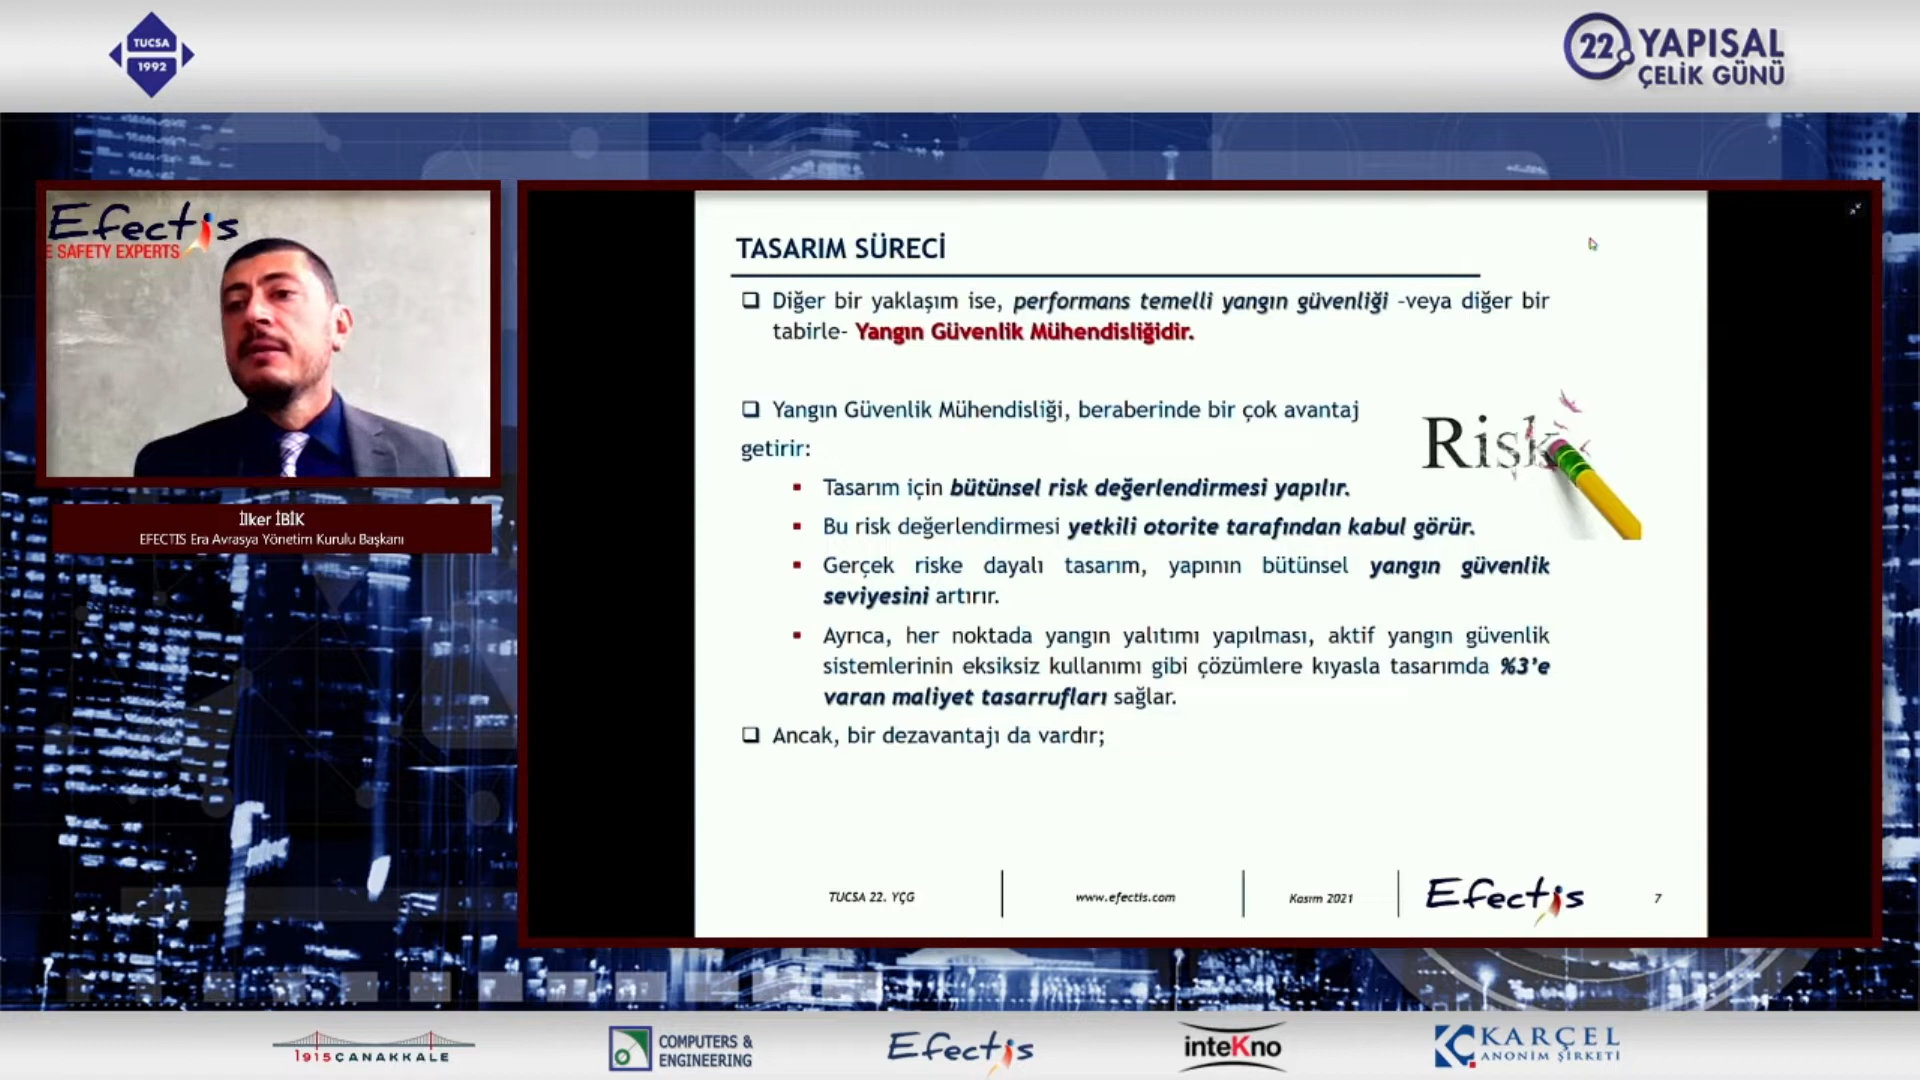 TUCSA
1992
22. YAPISAL
ÇELİK GÜNÜ
Efectis
E SAFETY EXPERTS
İlker İBİK
EFECTIS Era Avrasya Yönetim Kurulu Başkanı
TASARIM SÜRECİ
Diğer bir yaklaşım ise, performans temelli yangın güvenliği -veya diğer bir
tabirle- Yangın Güvenlik Mühendisliğidir.
Yangın Güvenlik Mühendisliği, beraberinde bir çok avantaj
getirir:
Risk
Tasarım için bütünsel risk değerlendirmesi yapılır.
Bu risk değerlendirmesi yetkili otorite tarafından kabul görür.
Gerçek riske dayalı tasarım, yapının bütünsel yangın güvenlik
seviyesini artırır.
Ayrıca, her noktada yangın yalıtımı yapılması, aktif yangın güvenlik
sistemlerinin eksiksiz kullanımı gibi çözümlere kıyasla tasarımda %3'e
varan maliyet tasarrufları sağlar.
Ancak, bir dezavantajı da vardır;
TUCSA 22. YÇG
www.efectis.com
Kasım 2021
Efectis
7
1915ÇANAKKALE
COMPUTERS &
ENGINEERING
Efectis
inteKno
KARÇEL
ANONİM ŞİRKETİ